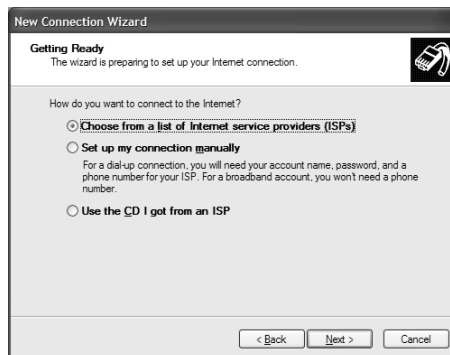 New Connection Wizard
Getting Ready
The wizard is preparing to set up your Internet connection.
How do you want to connect to the Internet?
Choose from a list of Internet service providers (ISPs)
Set up my connection manually
For a dial-up connection, you will need your account name, password, and a
phone number for your ISP. For a broadband account, you won't need a phone
number.
Use the CD I got from an ISP
< Back
Next >
Cancel